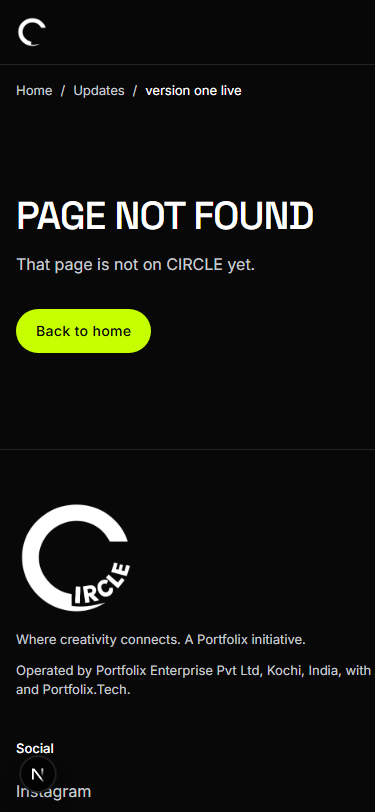 Home / Updates / version one live
PAGE NOT FOUND
That page is not on CIRCLE yet.
Back to home
CIRCLE
Where creativity connects. A Portfolix initiative.
Operated by Portfolix Enterprise Pvt Ltd, Kochi, India, with
and Portfolix.Tech.
Social
N
Instagram